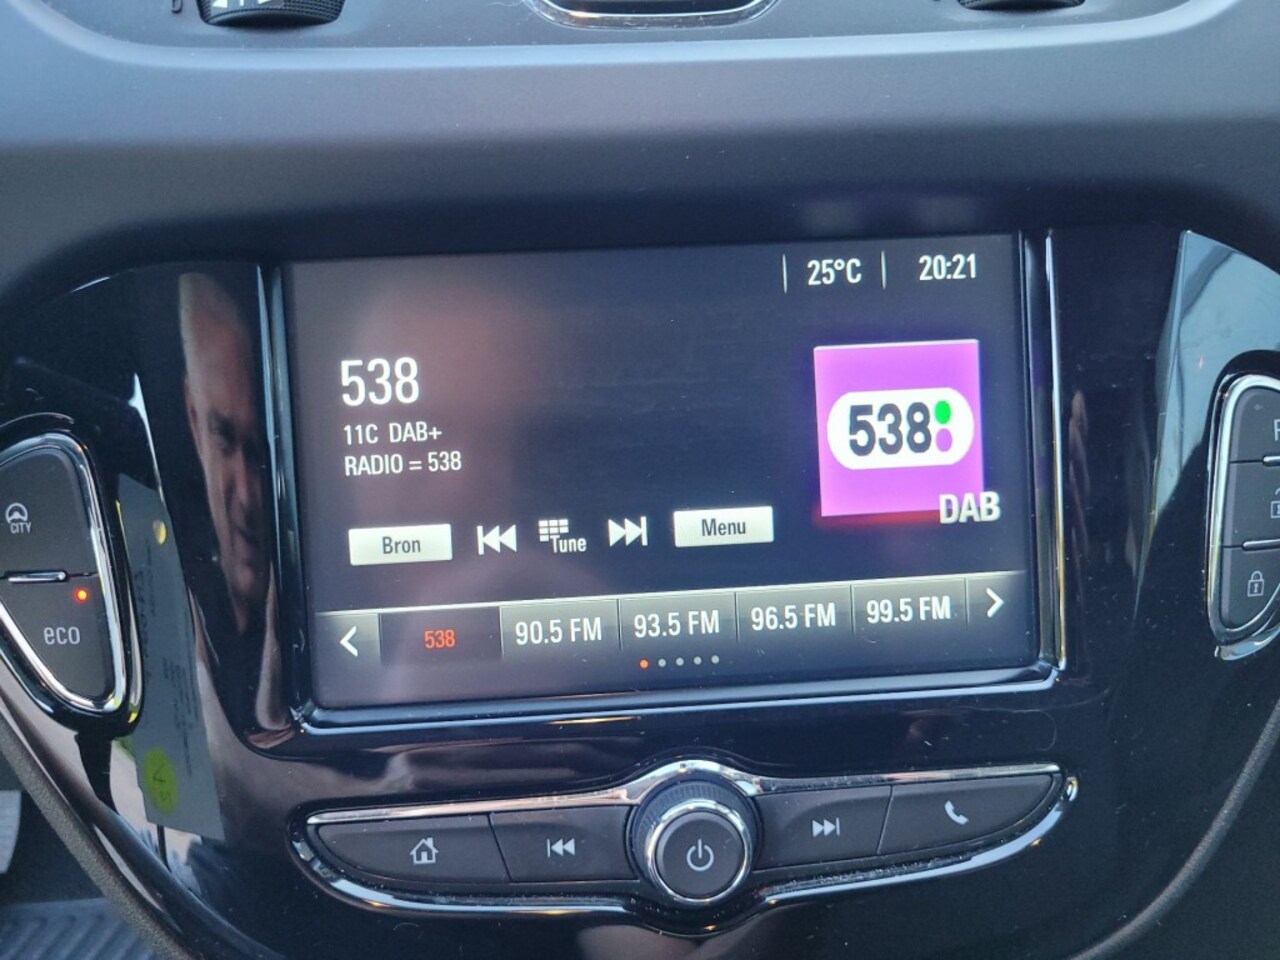 25°C 20:21
538
11C DAB+
RADIO = 538
538
DAB
Bron Tune Menu
538 90.5 FM 93.5 FM 96.5 FM 99.5 FM
CITY
eco